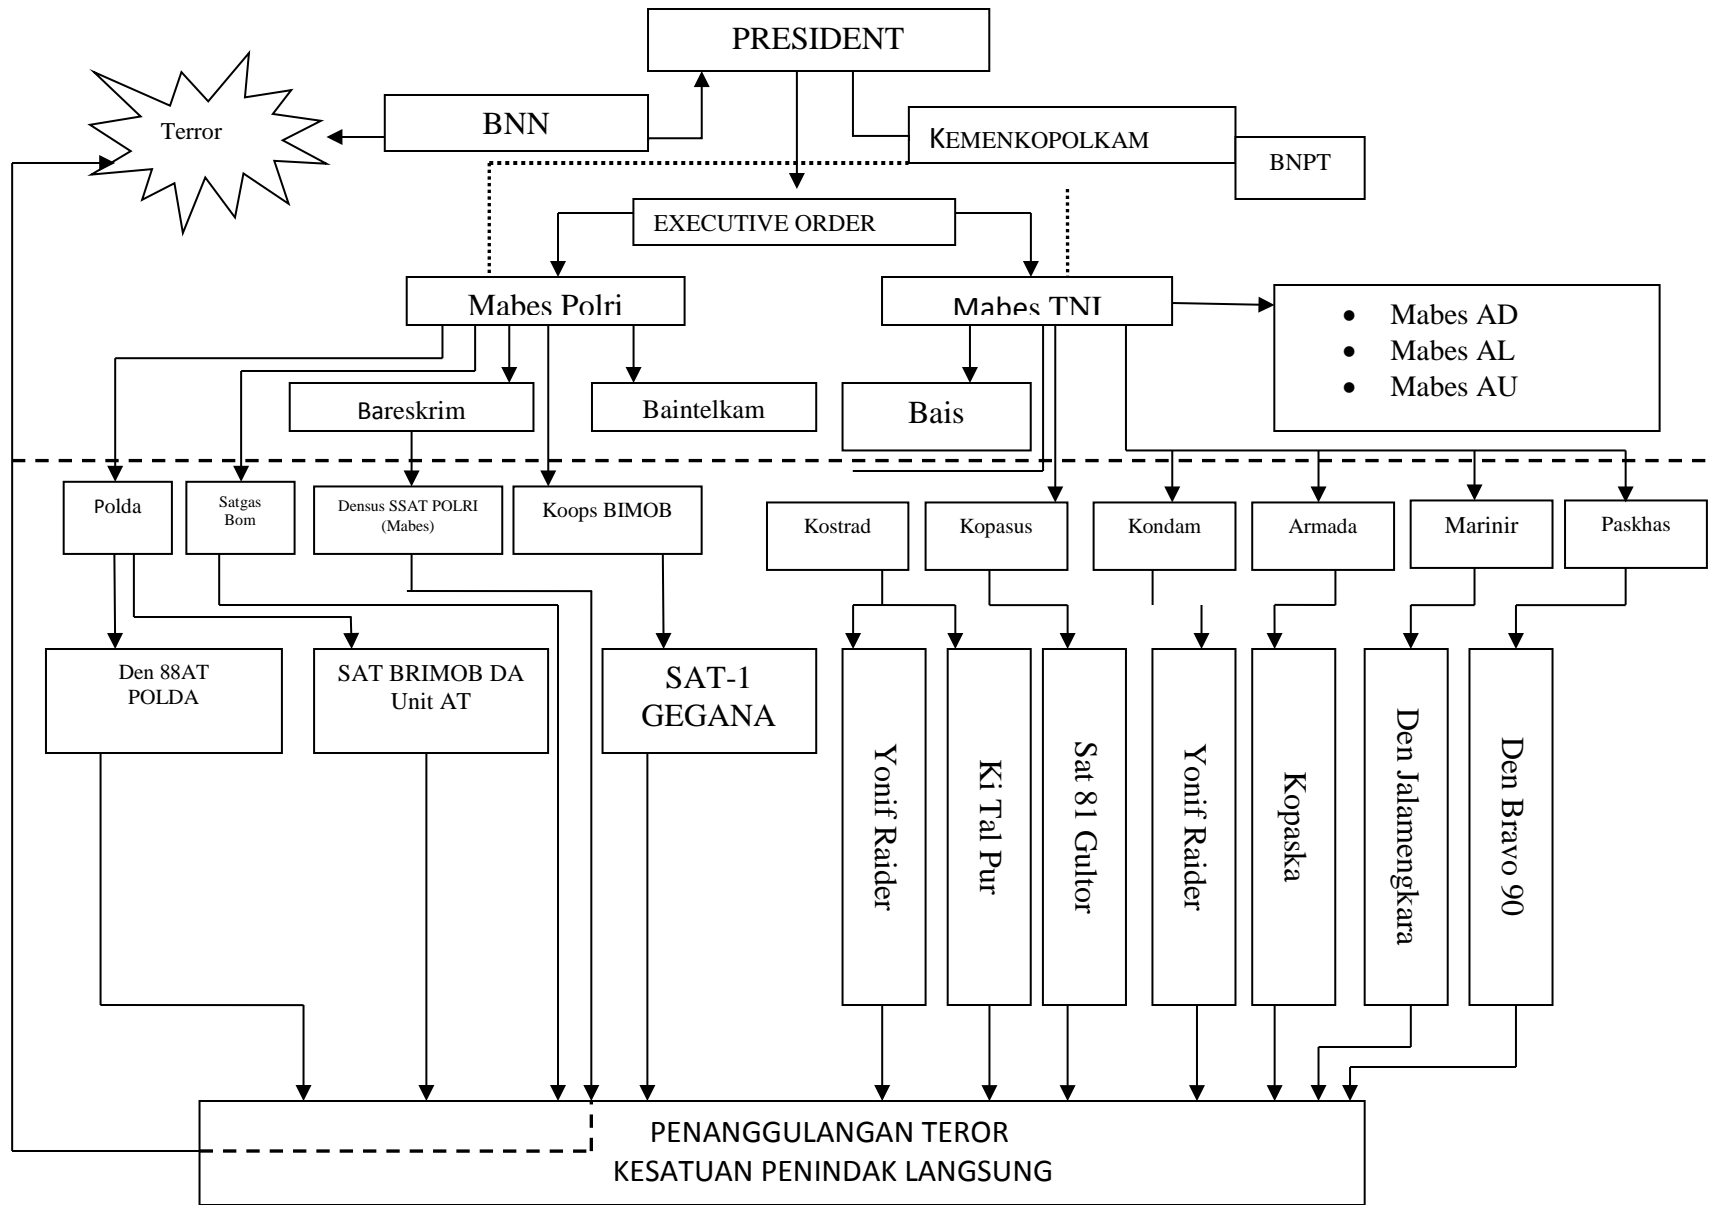 PRESIDENT
Terror
BNN
KEMENKOPOLKAM
BNPT
EXECUTIVE ORDER
Mabes Polri
Mabes TNI
• Mabes AD
• Mabes AL
• Mabes AU
Bareskrim
Baintelkam
Bais
Polda
Satgas
Bom
Densus SSAT POLRI
(Mabes)
Koops BIMOB
Kostrad
Kopasus
Kondam
Armada
Marinir
Paskhas
Den 88AT
POLDA
SAT BRIMOB DA
Unit AT
SAT-1
GEGANA
Yonif Raider
Ki Tal Pur
Sat 81 Gultor
Yonif Raider
Kopaska
Den Jalamengkara
Den Bravo 90
PENANGGULANGAN TEROR
KESATUAN PENINDAK LANGSUNG